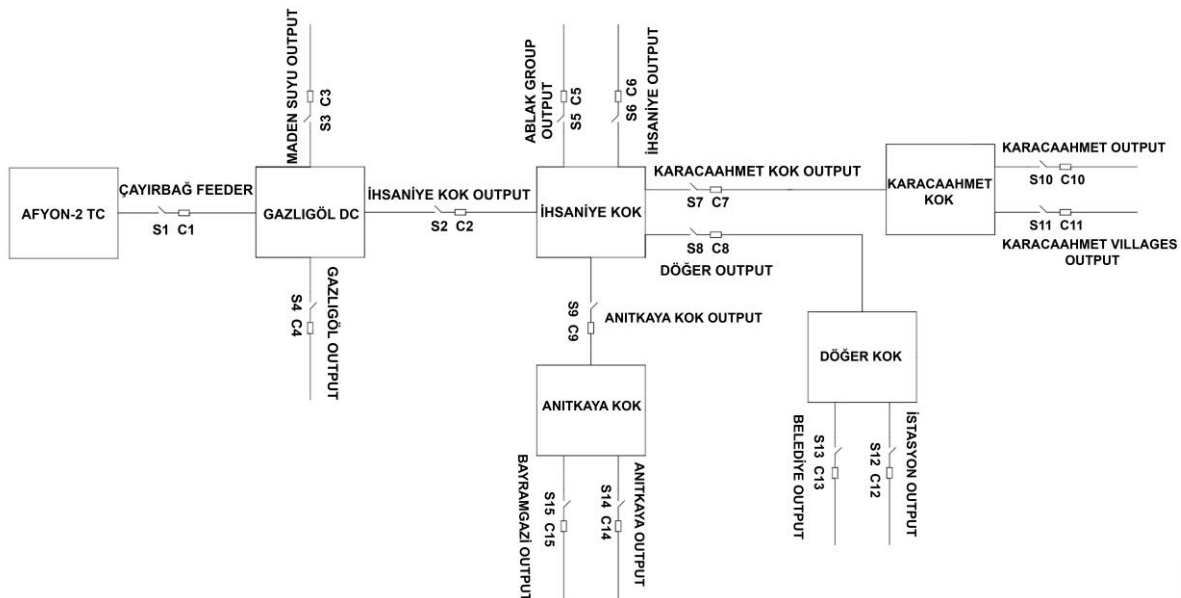 MADEN SUYU OUTPUT
S3 C3
ABLAK GROUP
OUTPUT
S5 C5
S6 C6
İHSANİYE OUTPUT
AFYON-2 TC
ÇAYIRBAĞ FEEDER
S1 C1
GAZLIGÖL DC
İHSANİYE KOK OUTPUT
S2 C2
İHSANİYE KOK
KARACAAHMET KOK OUTPUT
S7 C7
S8 C8
DÖĞER OUTPUT
KARACAAHMET
KOK
KARACAAHMET OUTPUT
S10 C10
S11 C11
KARACAAHMET VILLAGES
OUTPUT
S4 C4
GAZLIGÖL OUTPUT
S9 C9
ANITKAYA KOK OUTPUT
ANITKAYA KOK
DÖĞER KOK
BAYRAMGAZİ OUTPUT
S15 C15
S14 C14
ANITKAYA OUTPUT
BELEDİYE OUTPUT
S13 C13
S12 C12
İSTASYON OUTPUT